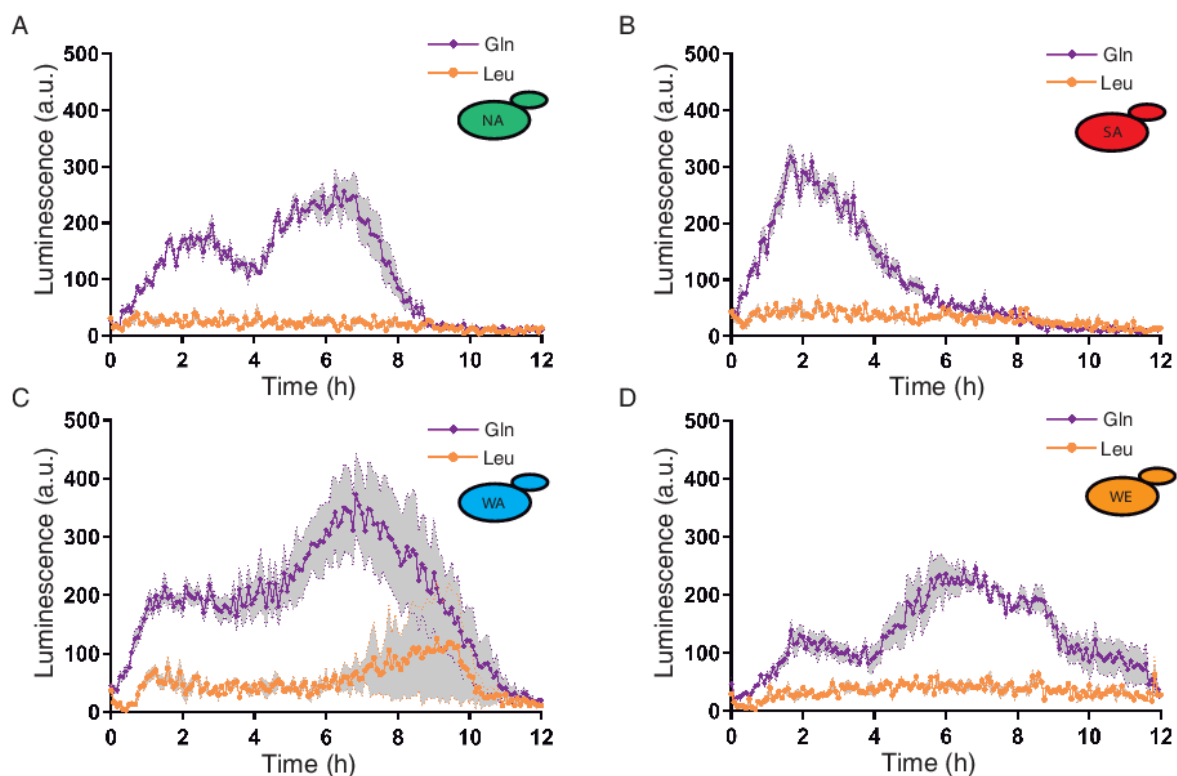 A
500
400
300
200
100
0
Luminescence (a.u.)
Gln
Leu
NA
0 2 4 6 8 10 12
Time (h)
B
500
400
300
200
100
0
Luminescence (a.u.)
Gln
Leu
SA
0 2 4 6 8 10 12
Time (h)
C
500
400
300
200
100
0
Luminescence (a.u.)
Gln
Leu
WA
0 2 4 6 8 10 12
Time (h)
D
500
400
300
200
100
0
Luminescence (a.u.)
Gln
Leu
WE
0 2 4 6 8 10 12
Time (h)